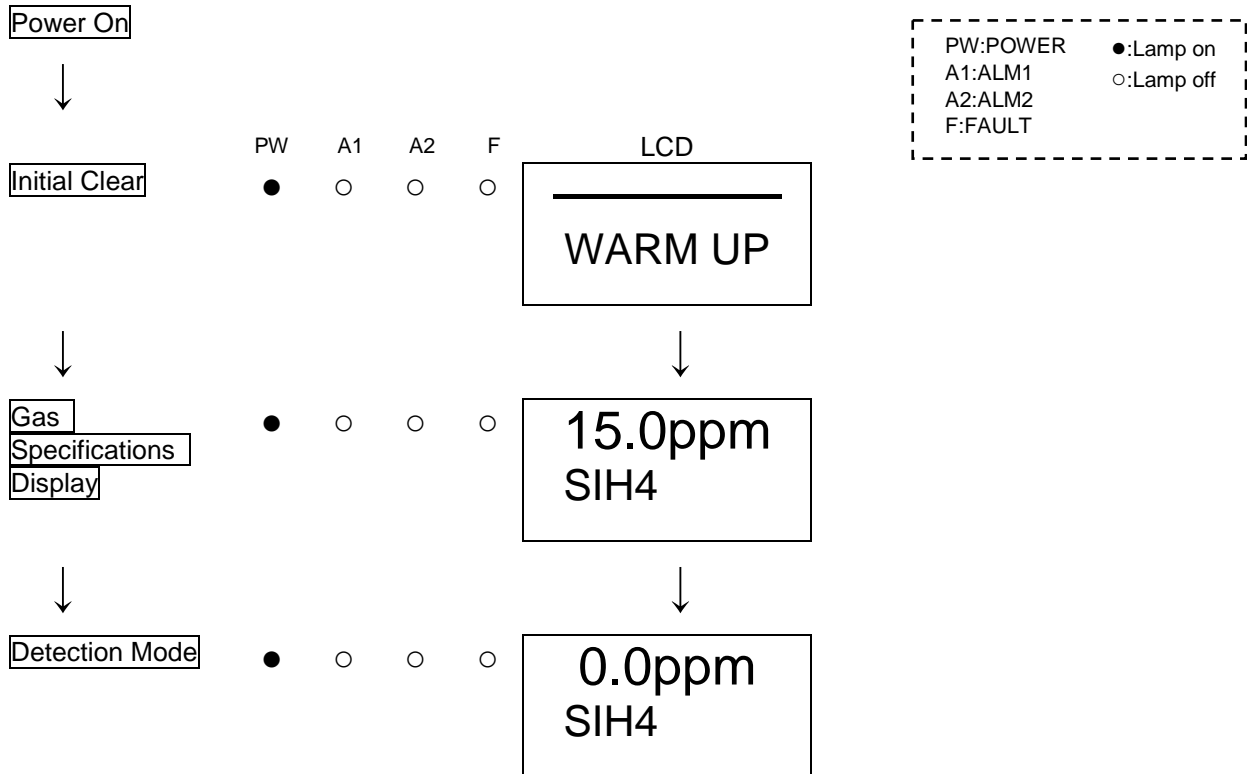 Power On
PW:POWER ●:Lamp on
A1:ALM1 ○:Lamp off
A2:ALM2
F:FAULT
PW A1 A2 F LCD
Initial Clear ● ○ ○ ○
WARM UP
Gas ● ○ ○ ○ 15.0ppm
Specifications SIH4
Display
Detection Mode ● ○ ○ ○ 0.0ppm
SIH4